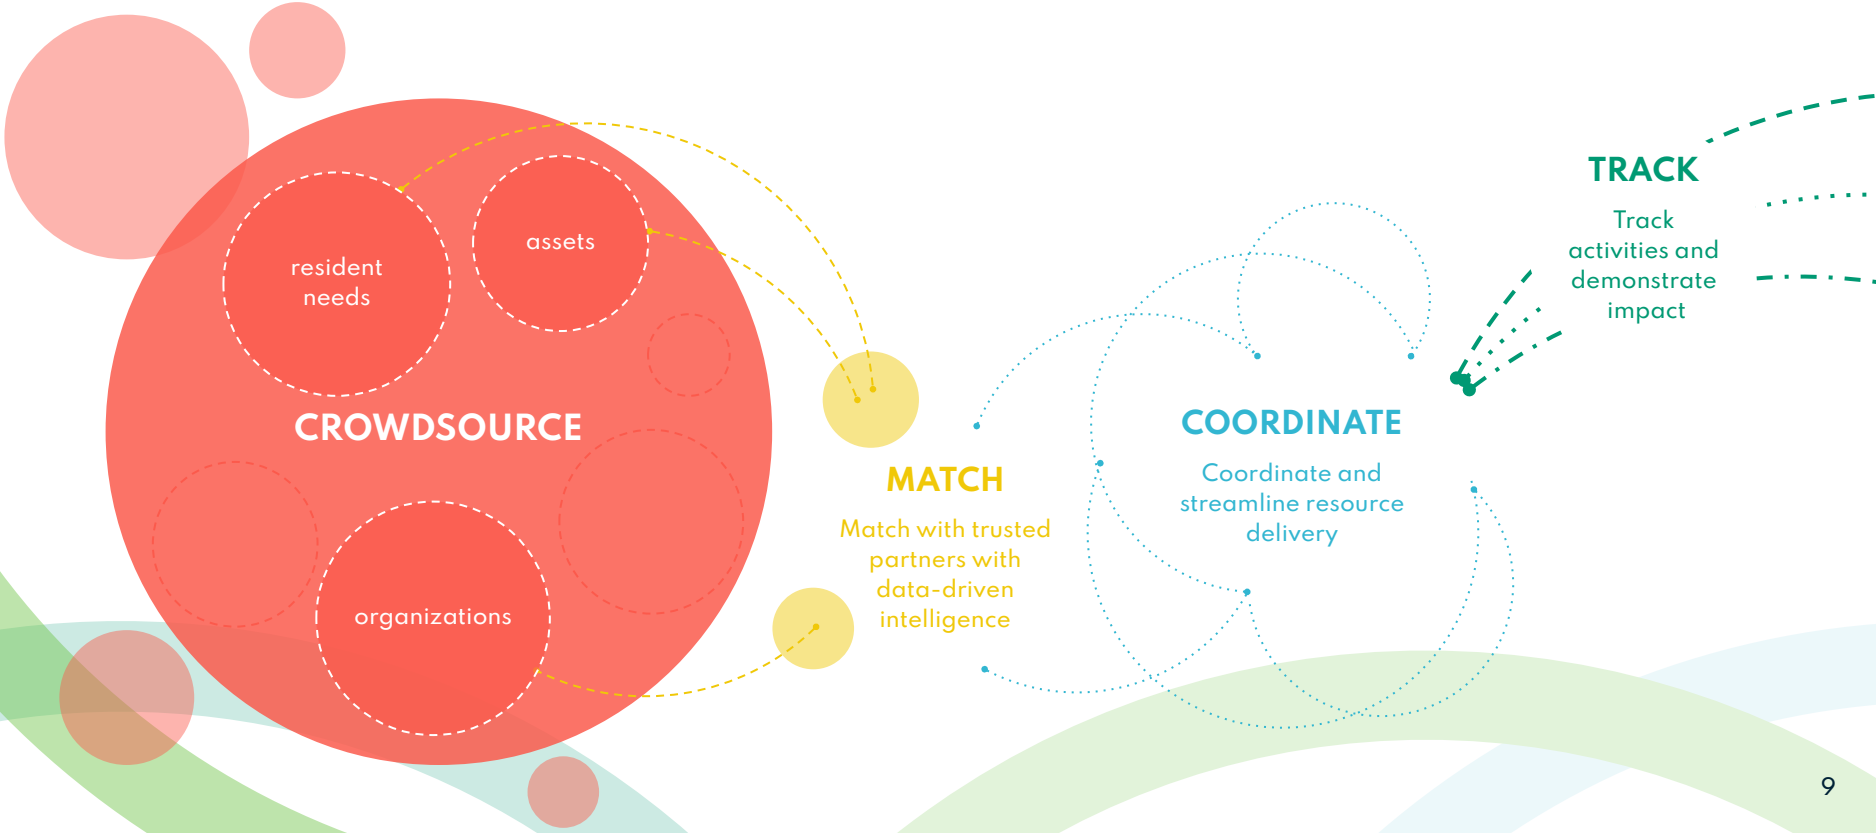 resident
needs
assets
CROWDSOURCE
organizations
MATCH
Match with trusted
partners with
data-driven
intelligence
COORDINATE
Coordinate and
streamline resource
delivery
TRACK
Track
activities and
demonstrate
impact
9